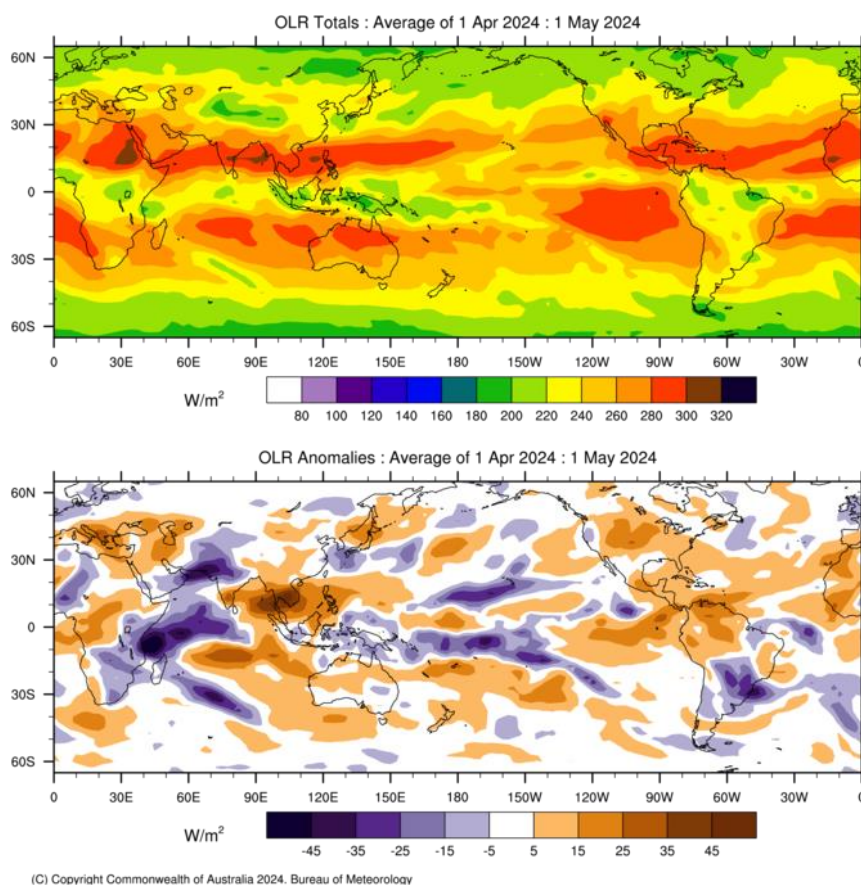 OLR Totals : Average of 1 Apr 2024 : 1 May 2024
60N
30N
0
30S
60S
0 30E 60E 90E 120E 150E 180 150W 120W 90W 60W 30W 0
W/m²
80 100 120 140 160 180 200 220 240 260 280 300 320
OLR Anomalies : Average of 1 Apr 2024 : 1 May 2024
60N
30N
0
30S
60S
0 30E 60E 90E 120E 150E 180 150W 120W 90W 60W 30W 0
W/m²
-45 -35 -25 -15 -5 5 15 25 35 45
(C) Copyright Commonwealth of Australia 2024. Bureau of Meteorology